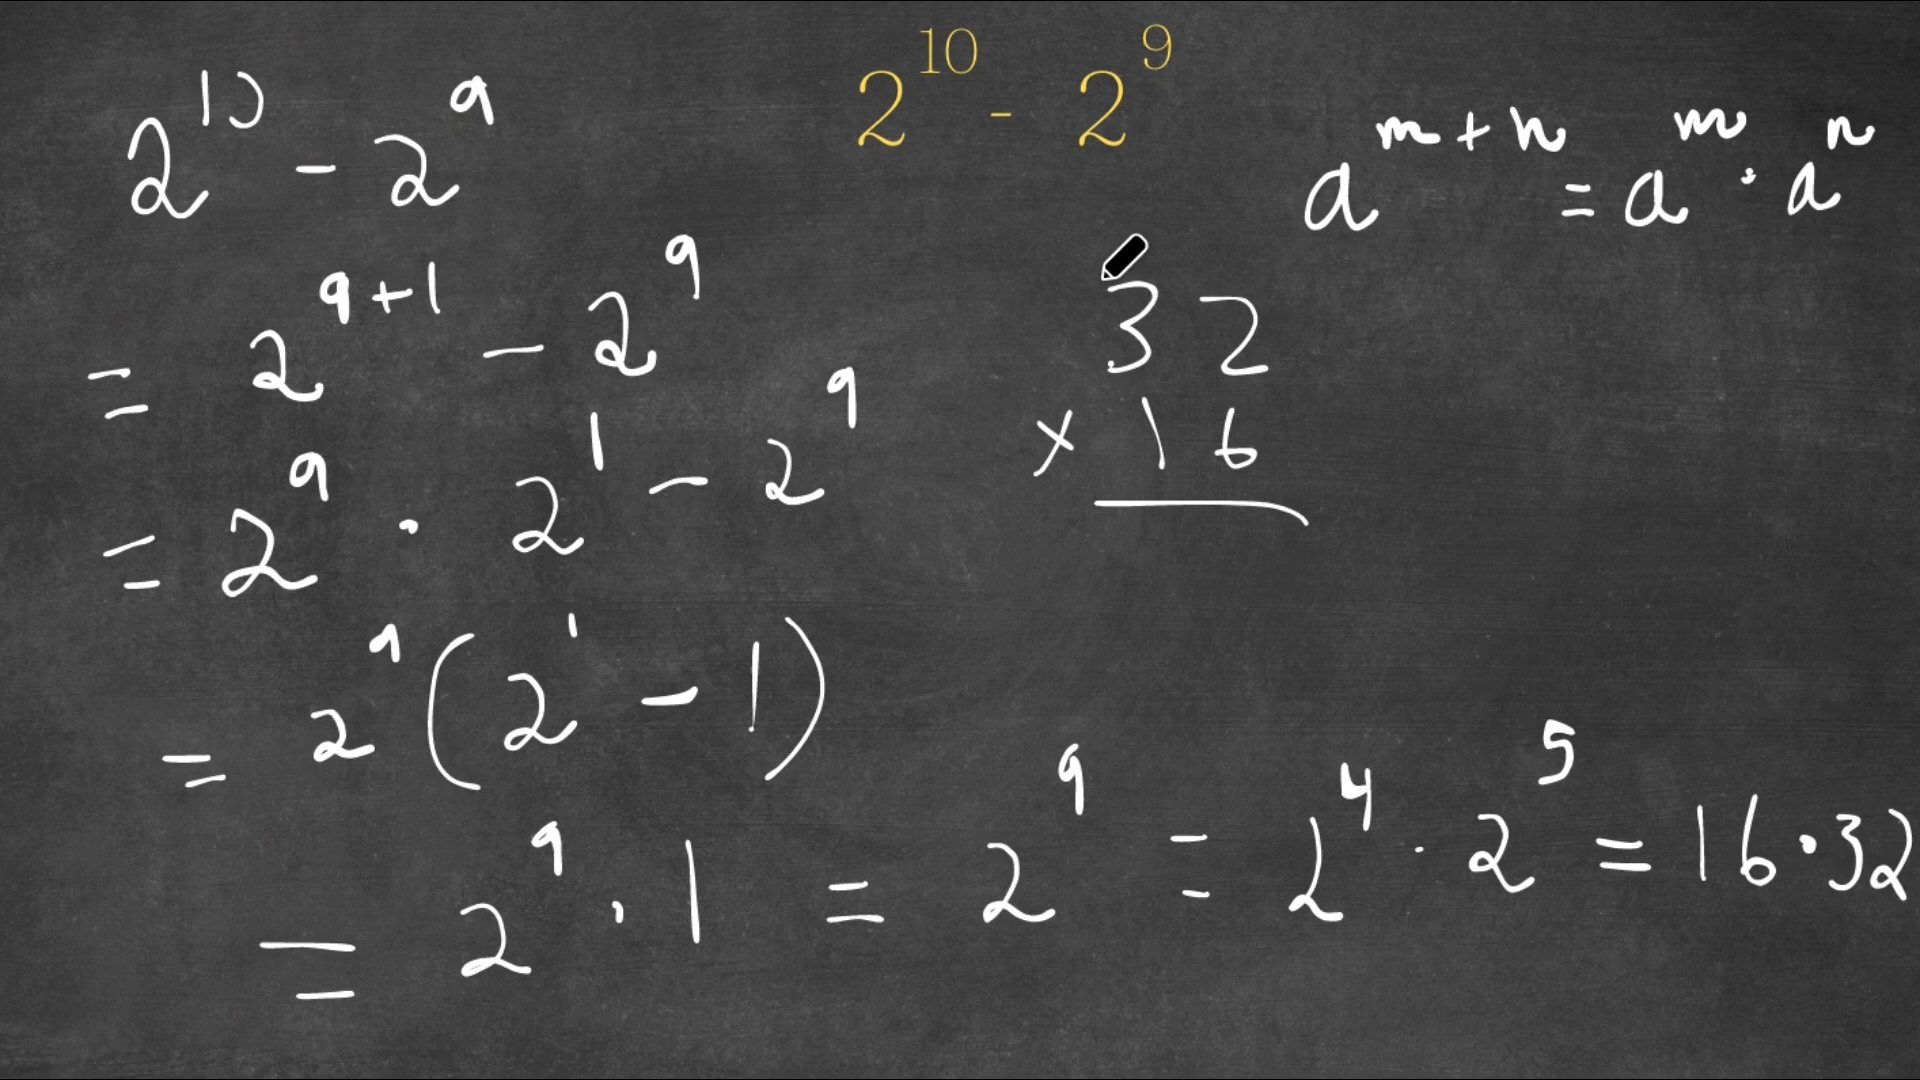 2^10 - 2^9
2^10 - 2^9
a^m+n = a^m · a^n
= 2^9+1 - 2^9
= 2^9 · 2^1 - 2^9
32
× 16
= 2^9 (2^1 - 1)
= 2^9 · 1 = 2^9 = 2^4 · 2^5 = 16 · 32